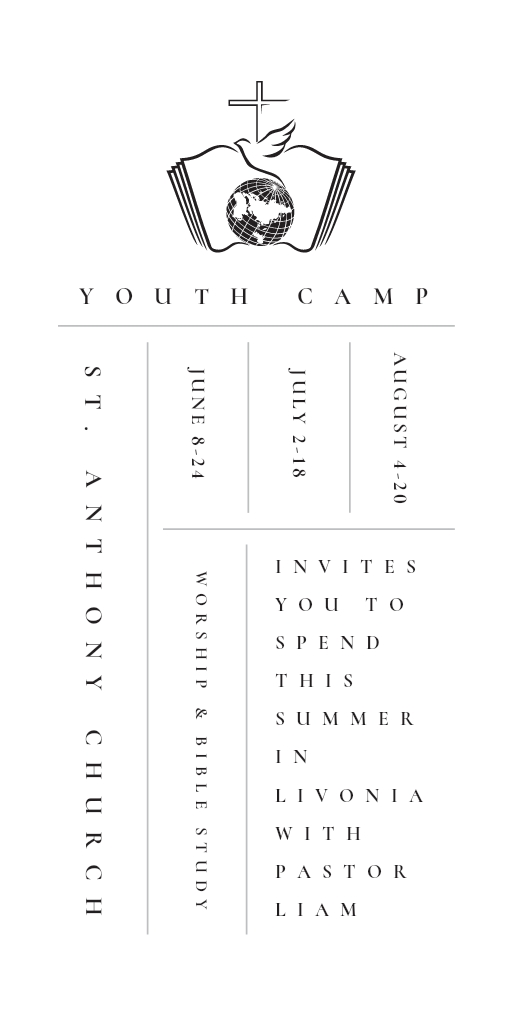 YOUTH CAMP
ST. ANTHONY CHURCH
JUNE 8-24
JULY 2-18
AUGUST 4-20
WORSHIP & BIBLE STUDY
INVITES
YOU TO
SPEND
THIS
SUMMER
IN
LIVONIA
WITH
PASTOR
LIAM